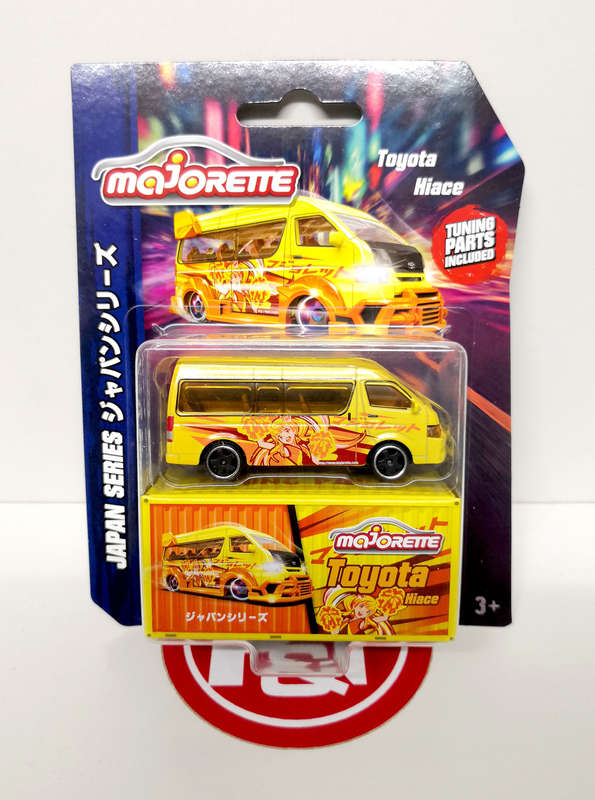 majORETTE
Toyota
Hiace
TUNING
PARTS
INCLUDED
JAPAN SERIES ジャパンシリーズ
majORETTE
Toyota
Hiace
ジャパンシリーズ
3+